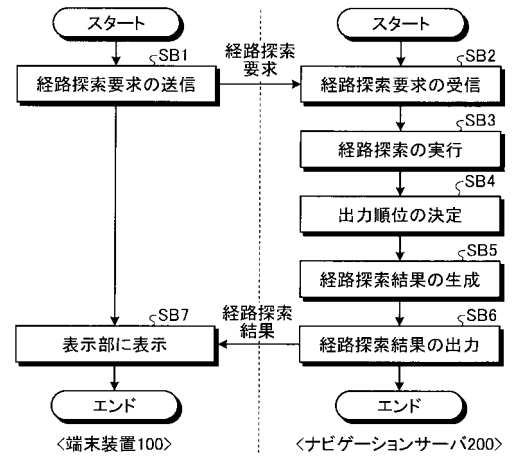 スタート
スタート
SB1
経路探索
要求
SB2
経路探索要求の送信
経路探索要求の受信
SB3
経路探索の実行
SB4
出力順位の決定
SB5
経路探索結果の生成
SB7
経路探索
結果
SB6
表示部に表示
経路探索結果の出力
エンド
エンド
<端末装置100>
<ナビゲーションサーバ200>